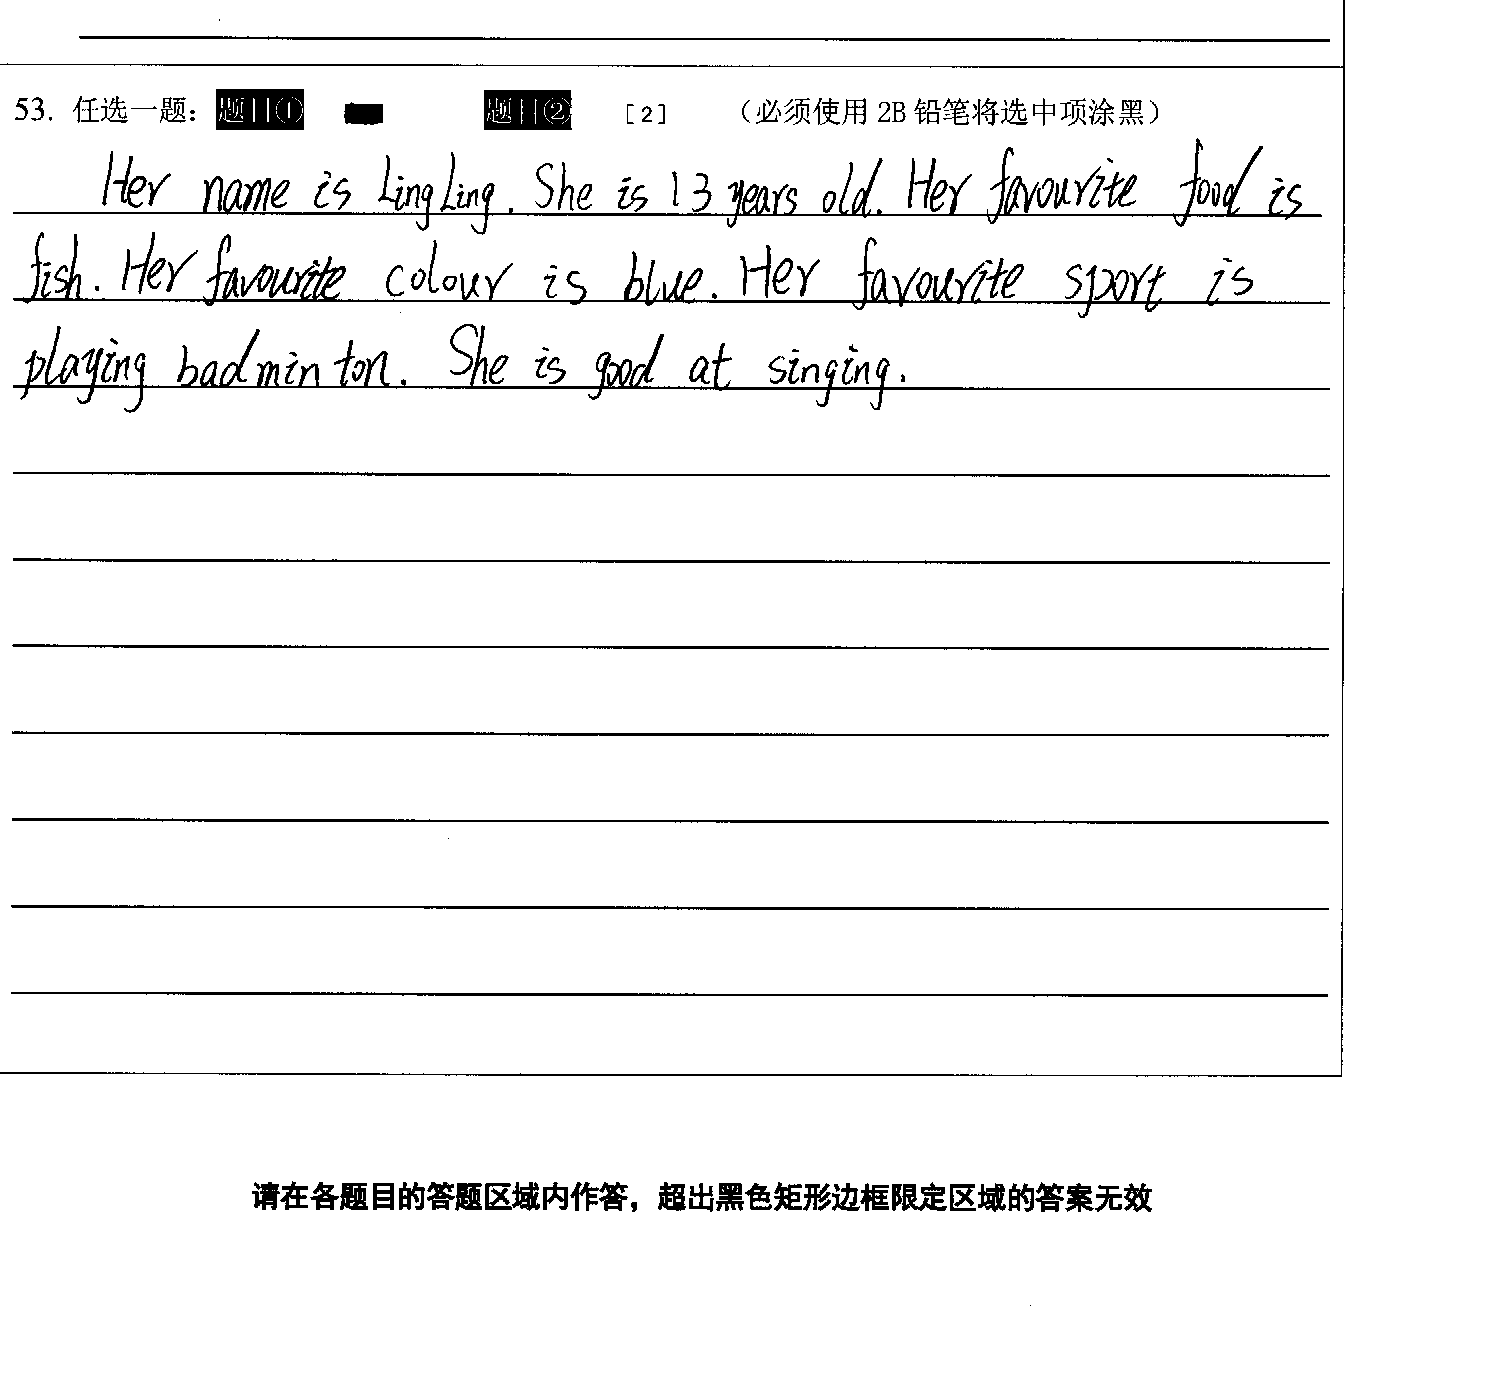 53. 任选一题：题目① 题目② [2] （必须使用 2B 铅笔将选中项涂黑）
Her name is LingLing. She is 13 years old. Her favourite food is
fish. Her favourite colour is blue. Her favourite sport is
playing badminton. She is good at singing.
请在各题目的答题区域内作答，超出黑色矩形边框限定区域的答案无效